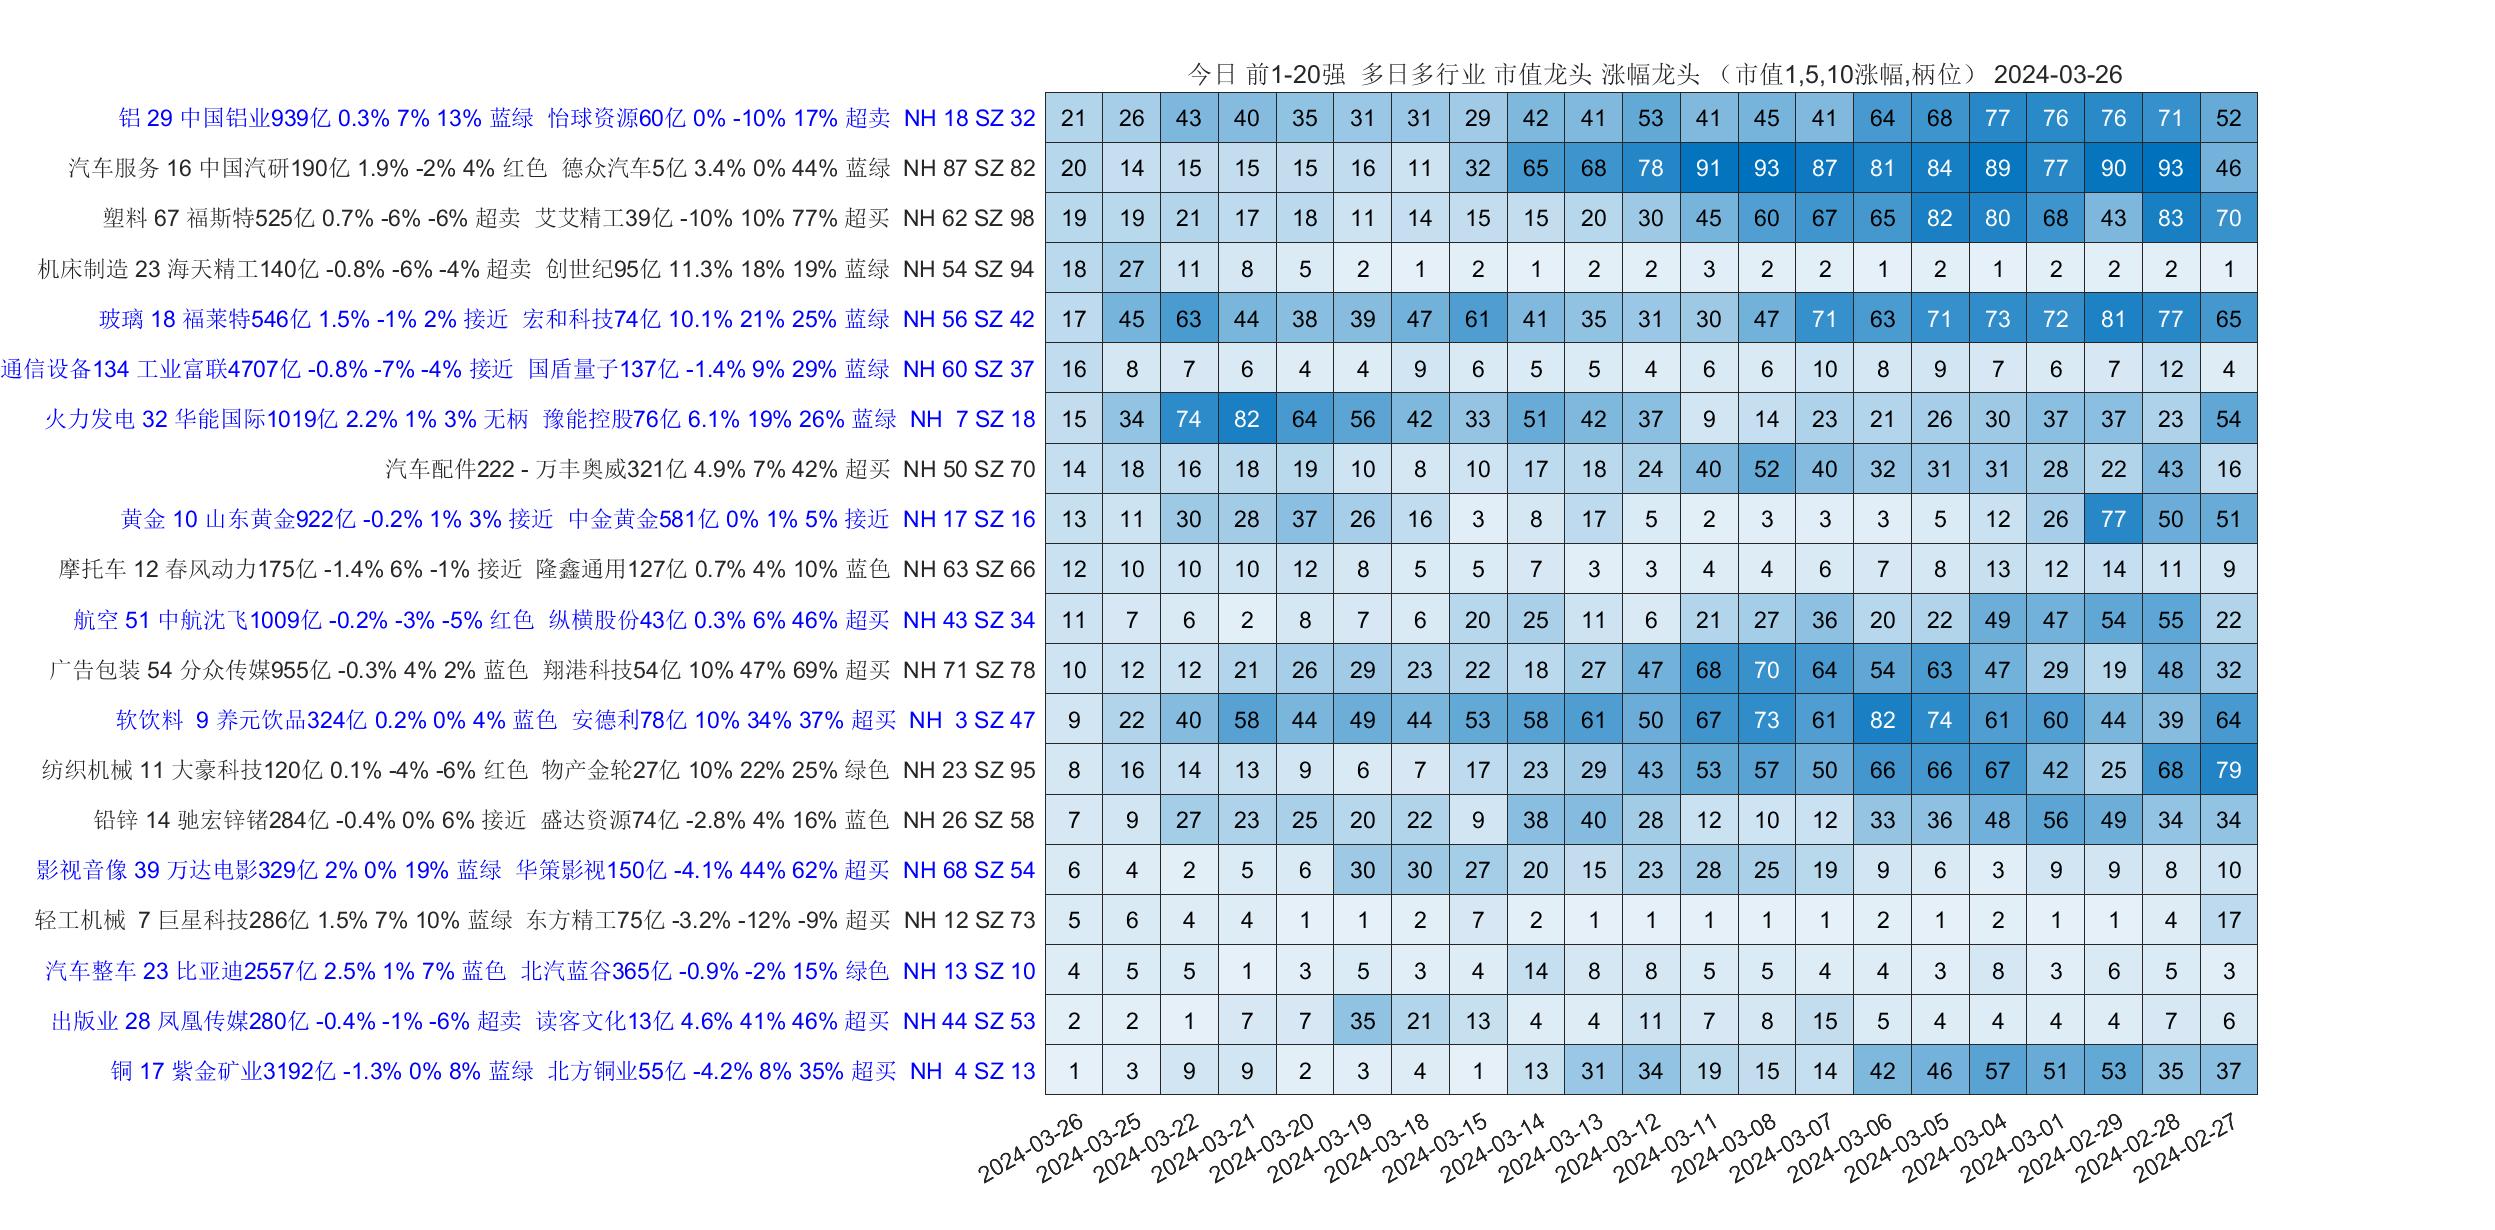 今日 前1-20强 多日多行业 市值龙头 涨幅龙头 （市值1,5,10涨幅,柄位） 2024-03-26
铝 29 中国铝业939亿 0.3% 7% 13% 蓝绿 怡球资源60亿 0% -10% 17% 超卖 NH 18 SZ 32 21 26 43 40 35 31 31 29 42 41 53 41 45 41 64 68 77 76 76 71 52
汽车服务 16 中国汽研190亿 1.9% -2% 4% 红色 德众汽车5亿 3.4% 0% 44% 蓝绿 NH 87 SZ 82 20 14 15 15 15 16 11 32 65 68 78 91 93 87 81 84 89 77 90 93 46
塑料 67 福斯特525亿 0.7% -6% -6% 超卖 艾艾精工39亿 -10% 10% 77% 超买 NH 62 SZ 98 19 19 21 17 18 11 14 15 15 20 30 45 60 67 65 82 80 68 43 83 70
机床制造 23 海天精工140亿 -0.8% -6% -4% 超卖 创世纪95亿 11.3% 18% 19% 蓝绿 NH 54 SZ 94 18 27 11 8 5 2 1 2 1 2 2 3 2 2 1 2 1 2 2 2 1
玻璃 18 福莱特546亿 1.5% -1% 2% 接近 宏和科技74亿 10.1% 21% 25% 蓝绿 NH 56 SZ 42 17 45 63 44 38 39 47 61 41 35 31 30 47 71 63 71 73 72 81 77 65
通信设备134 工业富联4707亿 -0.8% -7% -4% 接近 国盾量子137亿 -1.4% 9% 29% 蓝绿 NH 60 SZ 37 16 8 7 6 4 4 9 6 5 5 4 6 6 10 8 9 7 6 7 12 4
火力发电 32 华能国际1019亿 2.2% 1% 3% 无柄 豫能控股76亿 6.1% 19% 26% 蓝绿 NH 7 SZ 18 15 34 74 82 64 56 42 33 51 42 37 9 14 23 21 26 30 37 37 23 54
汽车配件222 - 万丰奥威321亿 4.9% 7% 42% 超买 NH 50 SZ 70 14 18 16 18 19 10 8 10 17 18 24 40 52 40 32 31 31 28 22 43 16
黄金 10 山东黄金922亿 -0.2% 1% 3% 接近 中金黄金581亿 0% 1% 5% 接近 NH 17 SZ 16 13 11 30 28 37 26 16 3 8 17 5 2 3 3 3 5 12 26 77 50 51
摩托车 12 春风动力175亿 -1.4% 6% -1% 接近 隆鑫通用127亿 0.7% 4% 10% 蓝色 NH 63 SZ 66 12 10 10 10 12 8 5 5 7 3 3 4 4 6 7 8 13 12 14 11 9
航空 51 中航沈飞1009亿 -0.2% -3% -5% 红色 纵横股份43亿 0.3% 6% 46% 超买 NH 43 SZ 34 11 7 6 2 8 7 6 20 25 11 6 21 27 36 20 22 49 47 54 55 22
广告包装 54 分众传媒955亿 -0.3% 4% 2% 蓝色 翔港科技54亿 10% 47% 69% 超买 NH 71 SZ 78 10 12 12 21 26 29 23 22 18 27 47 68 70 64 54 63 47 29 19 48 32
软饮料 9 养元饮品324亿 0.2% 0% 4% 蓝色 安德利78亿 10% 34% 37% 超买 NH 3 SZ 47 9 22 40 58 44 49 44 53 58 61 50 67 73 61 82 74 61 60 44 39 64
纺织机械 11 大豪科技120亿 0.1% -4% -6% 红色 物产金轮27亿 10% 22% 25% 绿色 NH 23 SZ 95 8 16 14 13 9 6 7 17 23 29 43 53 57 50 66 66 67 42 25 68 79
铅锌 14 驰宏锌锗284亿 -0.4% 0% 6% 接近 盛达资源74亿 -2.8% 4% 16% 蓝色 NH 26 SZ 58 7 9 27 23 25 20 22 9 38 40 28 12 10 12 33 36 48 56 49 34 34
影视音像 39 万达电影329亿 2% 0% 19% 蓝绿 华策影视150亿 -4.1% 44% 62% 超买 NH 68 SZ 54 6 4 2 5 6 30 30 27 20 15 23 28 25 19 9 6 3 9 9 8 10
轻工机械 7 巨星科技286亿 1.5% 7% 10% 蓝绿 东方精工75亿 -3.2% -12% -9% 超买 NH 12 SZ 73 5 6 4 4 1 1 2 7 2 1 1 1 1 1 2 1 2 1 1 4 17
汽车整车 23 比亚迪2557亿 2.5% 1% 7% 蓝色 北汽蓝谷365亿 -0.9% -2% 15% 绿色 NH 13 SZ 10 4 5 5 1 3 5 3 4 14 8 8 5 5 4 4 3 8 3 6 5 3
出版业 28 凤凰传媒280亿 -0.4% -1% -6% 超卖 读客文化13亿 4.6% 41% 46% 超买 NH 44 SZ 53 2 2 1 7 7 35 21 13 4 4 11 7 8 15 5 4 4 4 4 7 6
铜 17 紫金矿业3192亿 -1.3% 0% 8% 蓝绿 北方铜业55亿 -4.2% 8% 35% 超买 NH 4 SZ 13 1 3 9 9 2 3 4 1 13 31 34 19 15 14 42 46 57 51 53 35 37
2024-03-26 2024-03-25 2024-03-22 2024-03-21 2024-03-20 2024-03-19 2024-03-18 2024-03-15 2024-03-14 2024-03-13 2024-03-12 2024-03-11 2024-03-08 2024-03-07 2024-03-06 2024-03-05 2024-03-04 2024-03-01 2024-02-29 2024-02-28 2024-02-27